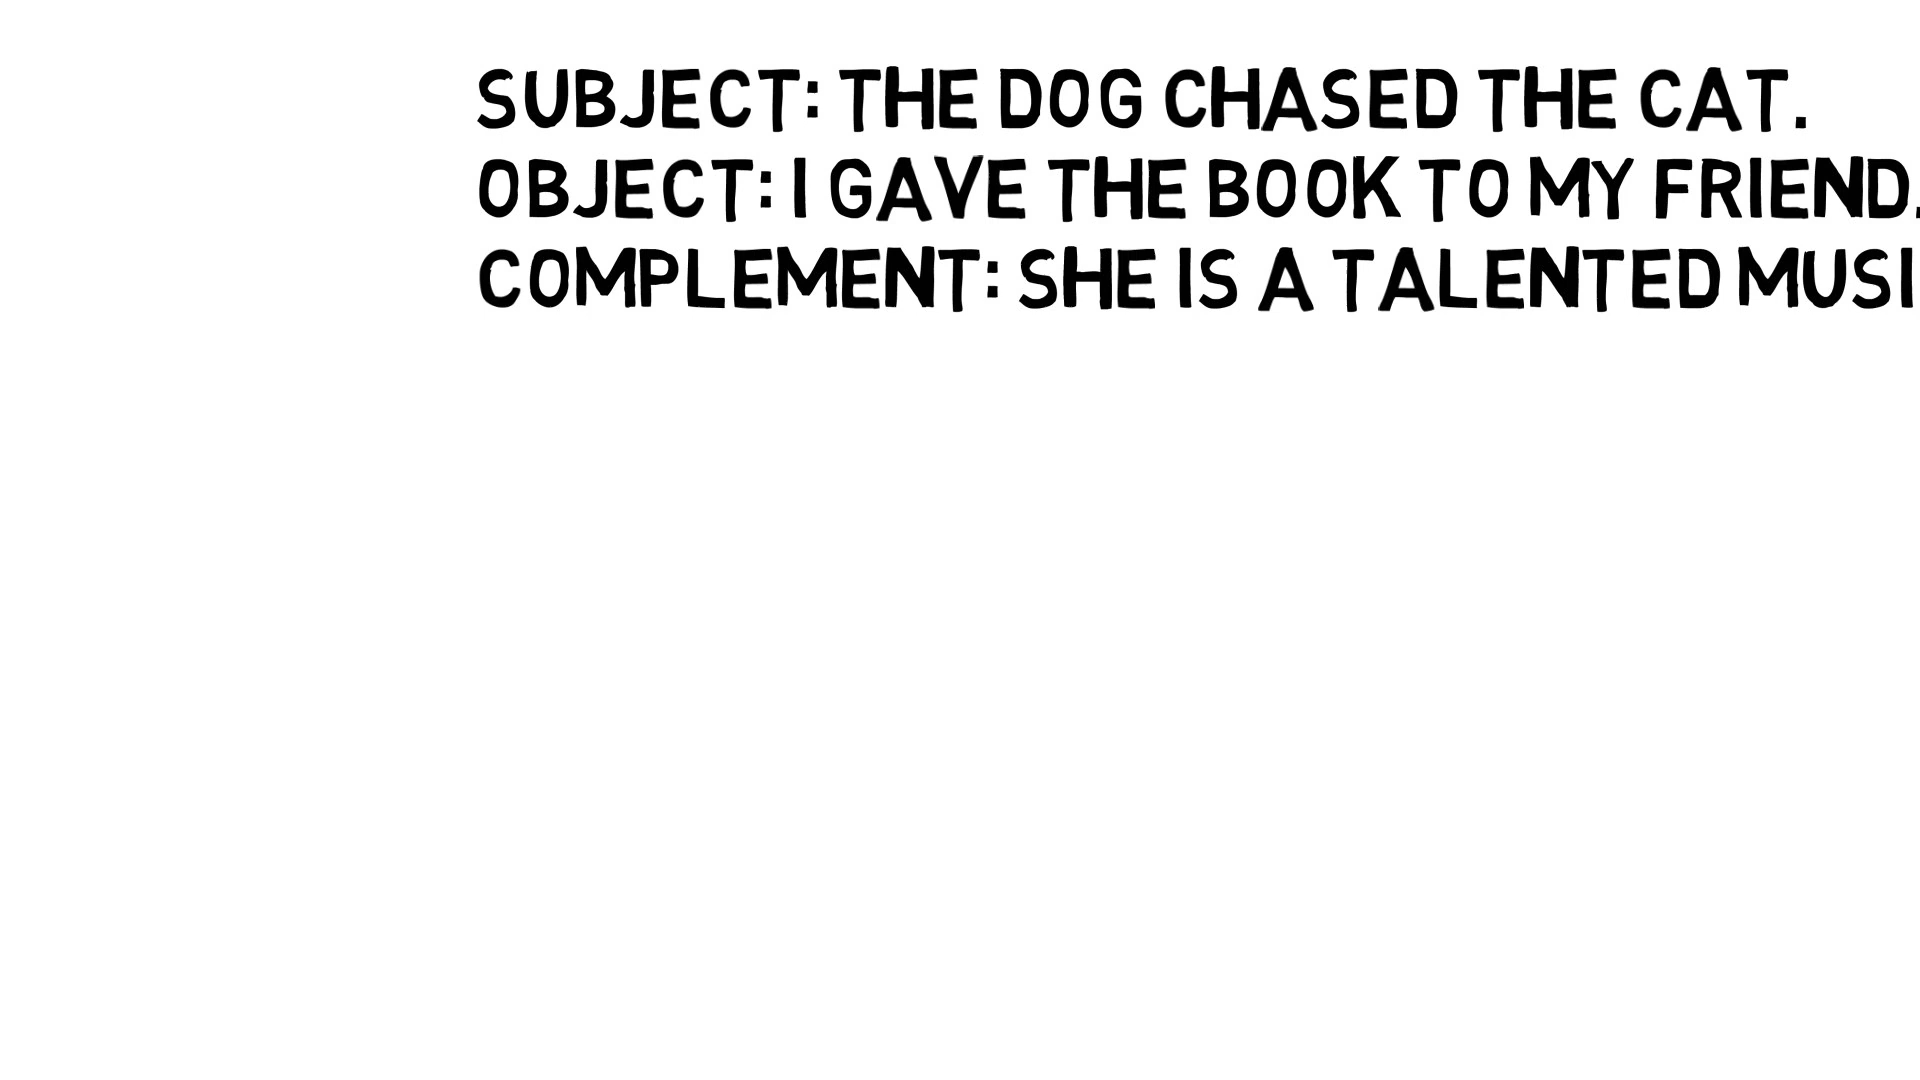 SUBJECT: THE DOG CHASED THE CAT.
OBJECT: I GAVE THE BOOK TO MY FRIEND.
COMPLEMENT: SHE IS A TALENTED MUSI